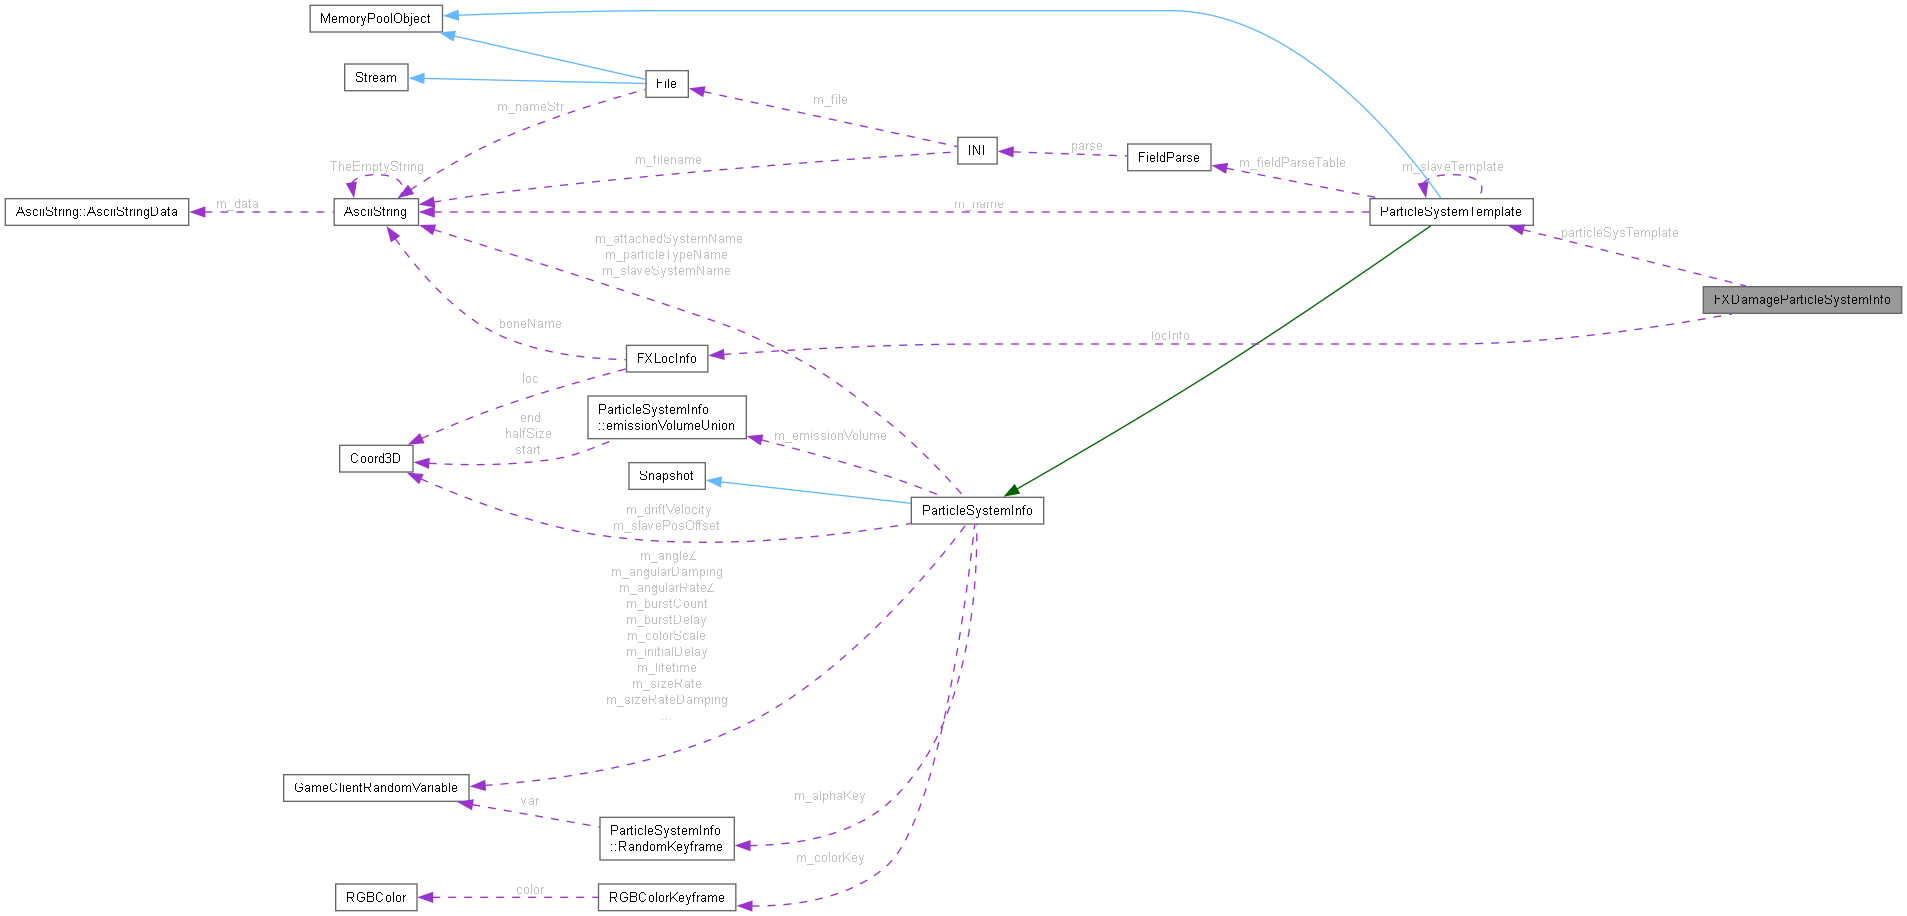 MemoryPoolObject
Stream
File
m_nameStr
m_file
INI
parse
FieldParse
m_filename
m_fieldParseTable
m_slaveTemplate
TheEmptyString
AsciiString::AsciiStringData
m_data
AsciiString
m_name
ParticleSystemTemplate
particleSysTemplate
m_attachedSystemName
m_particleTypeName
m_slaveSystemName
FXDamageParticleSystemInfo
boneName
locInfo
FXLocInfo
loc
ParticleSystemInfo
::emissionVolumeUnion
end
halfSize
start
m_emissionVolume
Coord3D
Snapshot
m_driftVelocity
m_slavePosOffset
ParticleSystemInfo
m_angleZ
m_angularDamping
m_angularRateZ
m_burstCount
m_burstDelay
m_colorScale
m_initialDelay
m_lifetime
m_sizeRate
m_sizeRateDamping
...
GameClientRandomVariable
var
m_alphaKey
ParticleSystemInfo
::RandomKeyframe
m_colorKey
RGBColor
color
RGBColorKeyframe